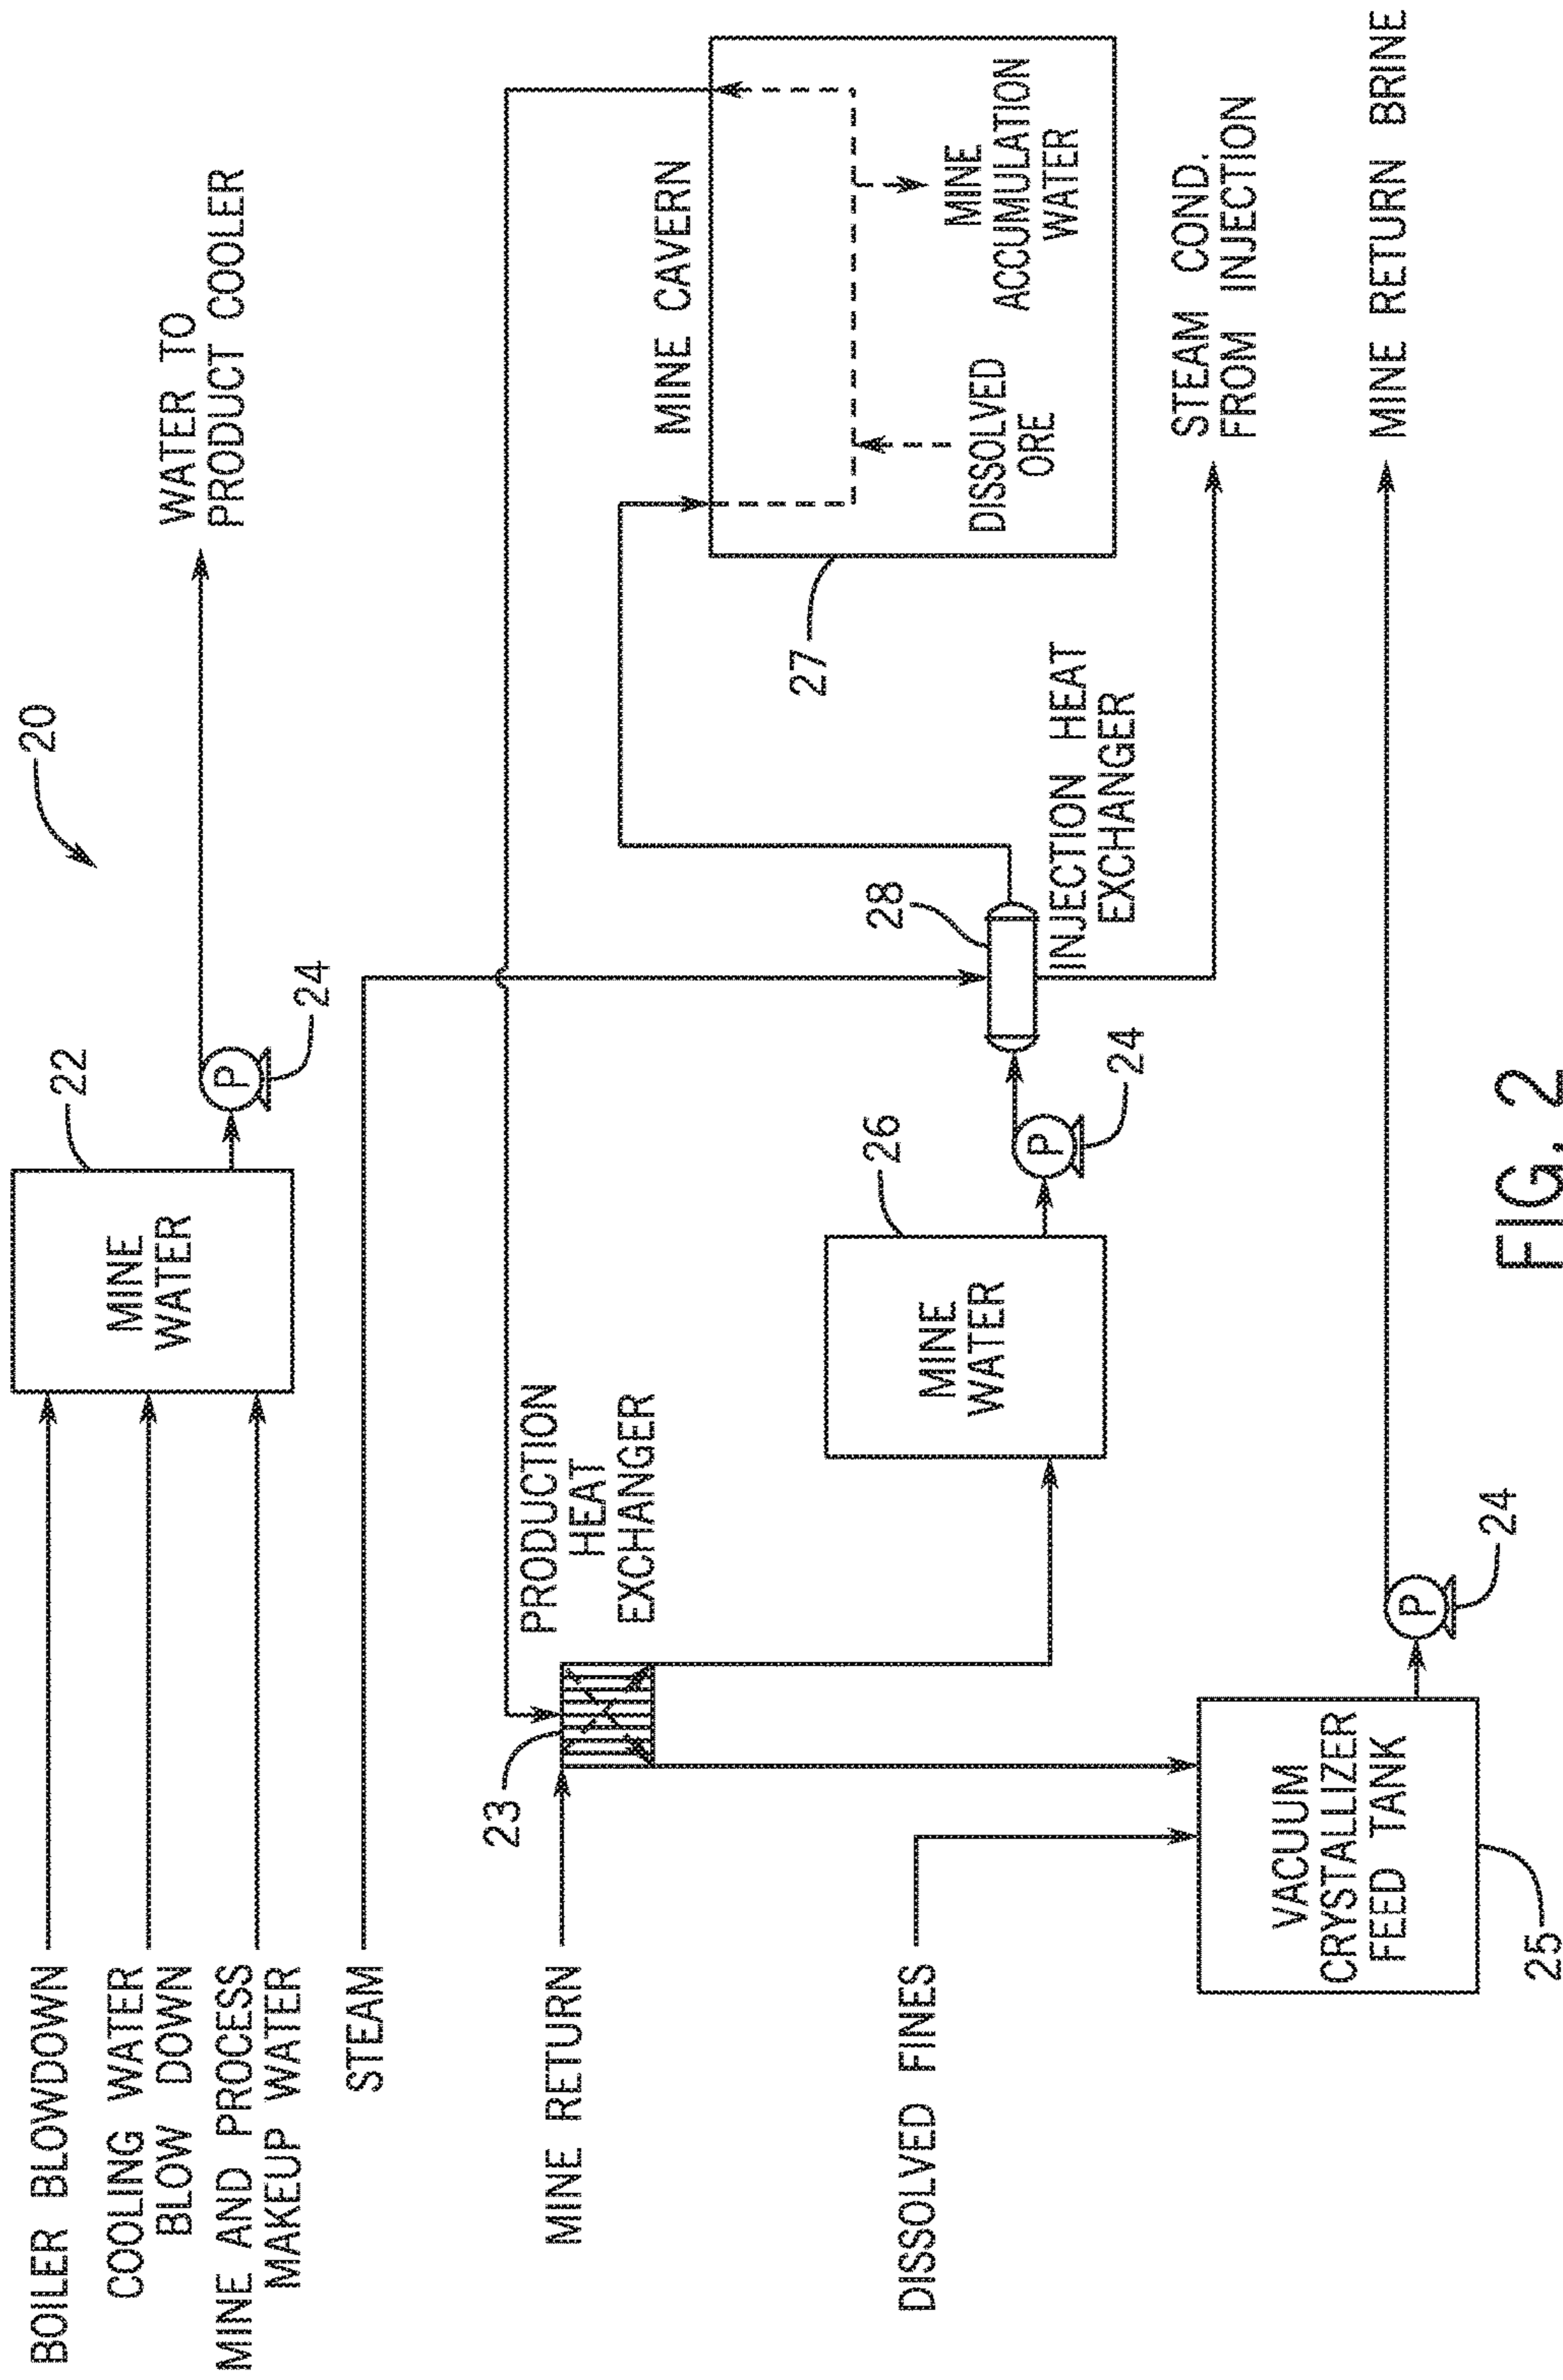 20
BOILER BLOWDOWN
COOLING WATER
BLOW DOWN
MINE AND PROCESS
MAKEUP WATER
MINE
WATER
22
P
24
WATER TO
PRODUCT COOLER
STEAM
PRODUCTION
HEAT
EXCHANGER
23
MINE RETURN
MINE CAVERN
DISSOLVED
ORE
MINE
ACCUMULATION
WATER
27
28
INJECTION HEAT
EXCHANGER
MINE
WATER
26
P
24
STEAM COND.
FROM INJECTION
DISSOLVED FINES
VACUUM
CRYSTALLIZER
FEED TANK
25
P
24
MINE RETURN BRINE
FIG. 2